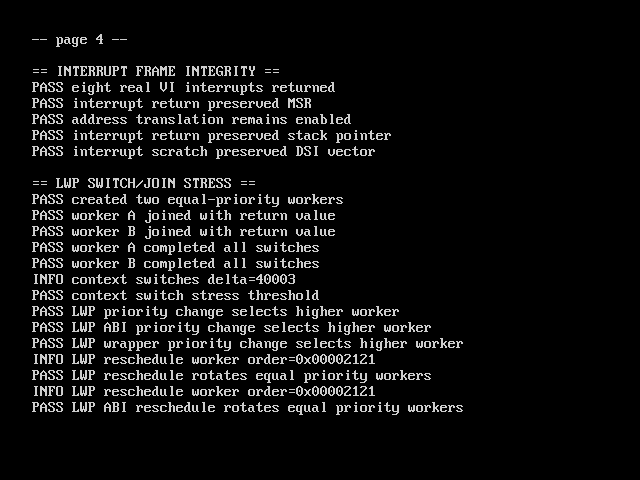 -- page 4 --
== INTERRUPT FRAME INTEGRITY ==
PASS eight real VI interrupts returned
PASS interrupt return preserved MSR
PASS address translation remains enabled
PASS interrupt return preserved stack pointer
PASS interrupt scratch preserved DSI vector
== LWP SWITCH/JOIN STRESS ==
PASS created two equal-priority workers
PASS worker A joined with return value
PASS worker B joined with return value
PASS worker A completed all switches
PASS worker B completed all switches
INFO context switches delta=40003
PASS context switch stress threshold
PASS LWP priority change selects higher worker
PASS LWP ABI priority change selects higher worker
PASS LWP wrapper priority change selects higher worker
INFO LWP reschedule worker order=0x00002121
PASS LWP reschedule rotates equal priority workers
INFO LWP reschedule worker order=0x00002121
PASS LWP ABI reschedule rotates equal priority workers